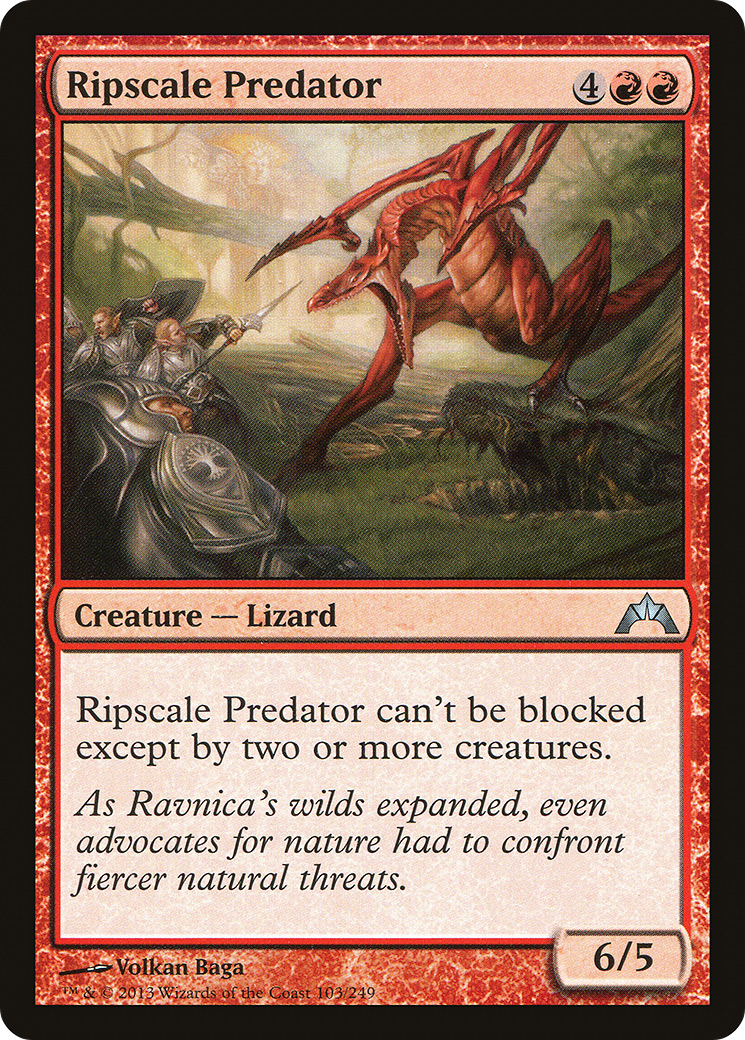 Ripscale Predator 4
Creature — Lizard
Ripscale Predator can't be blocked
except by two or more creatures.
As Ravnica's wilds expanded, even
advocates for nature had to confront
fiercer natural threats.
6/5
Volkan Baga
™ & © 2013 Wizards of the Coast 103/249